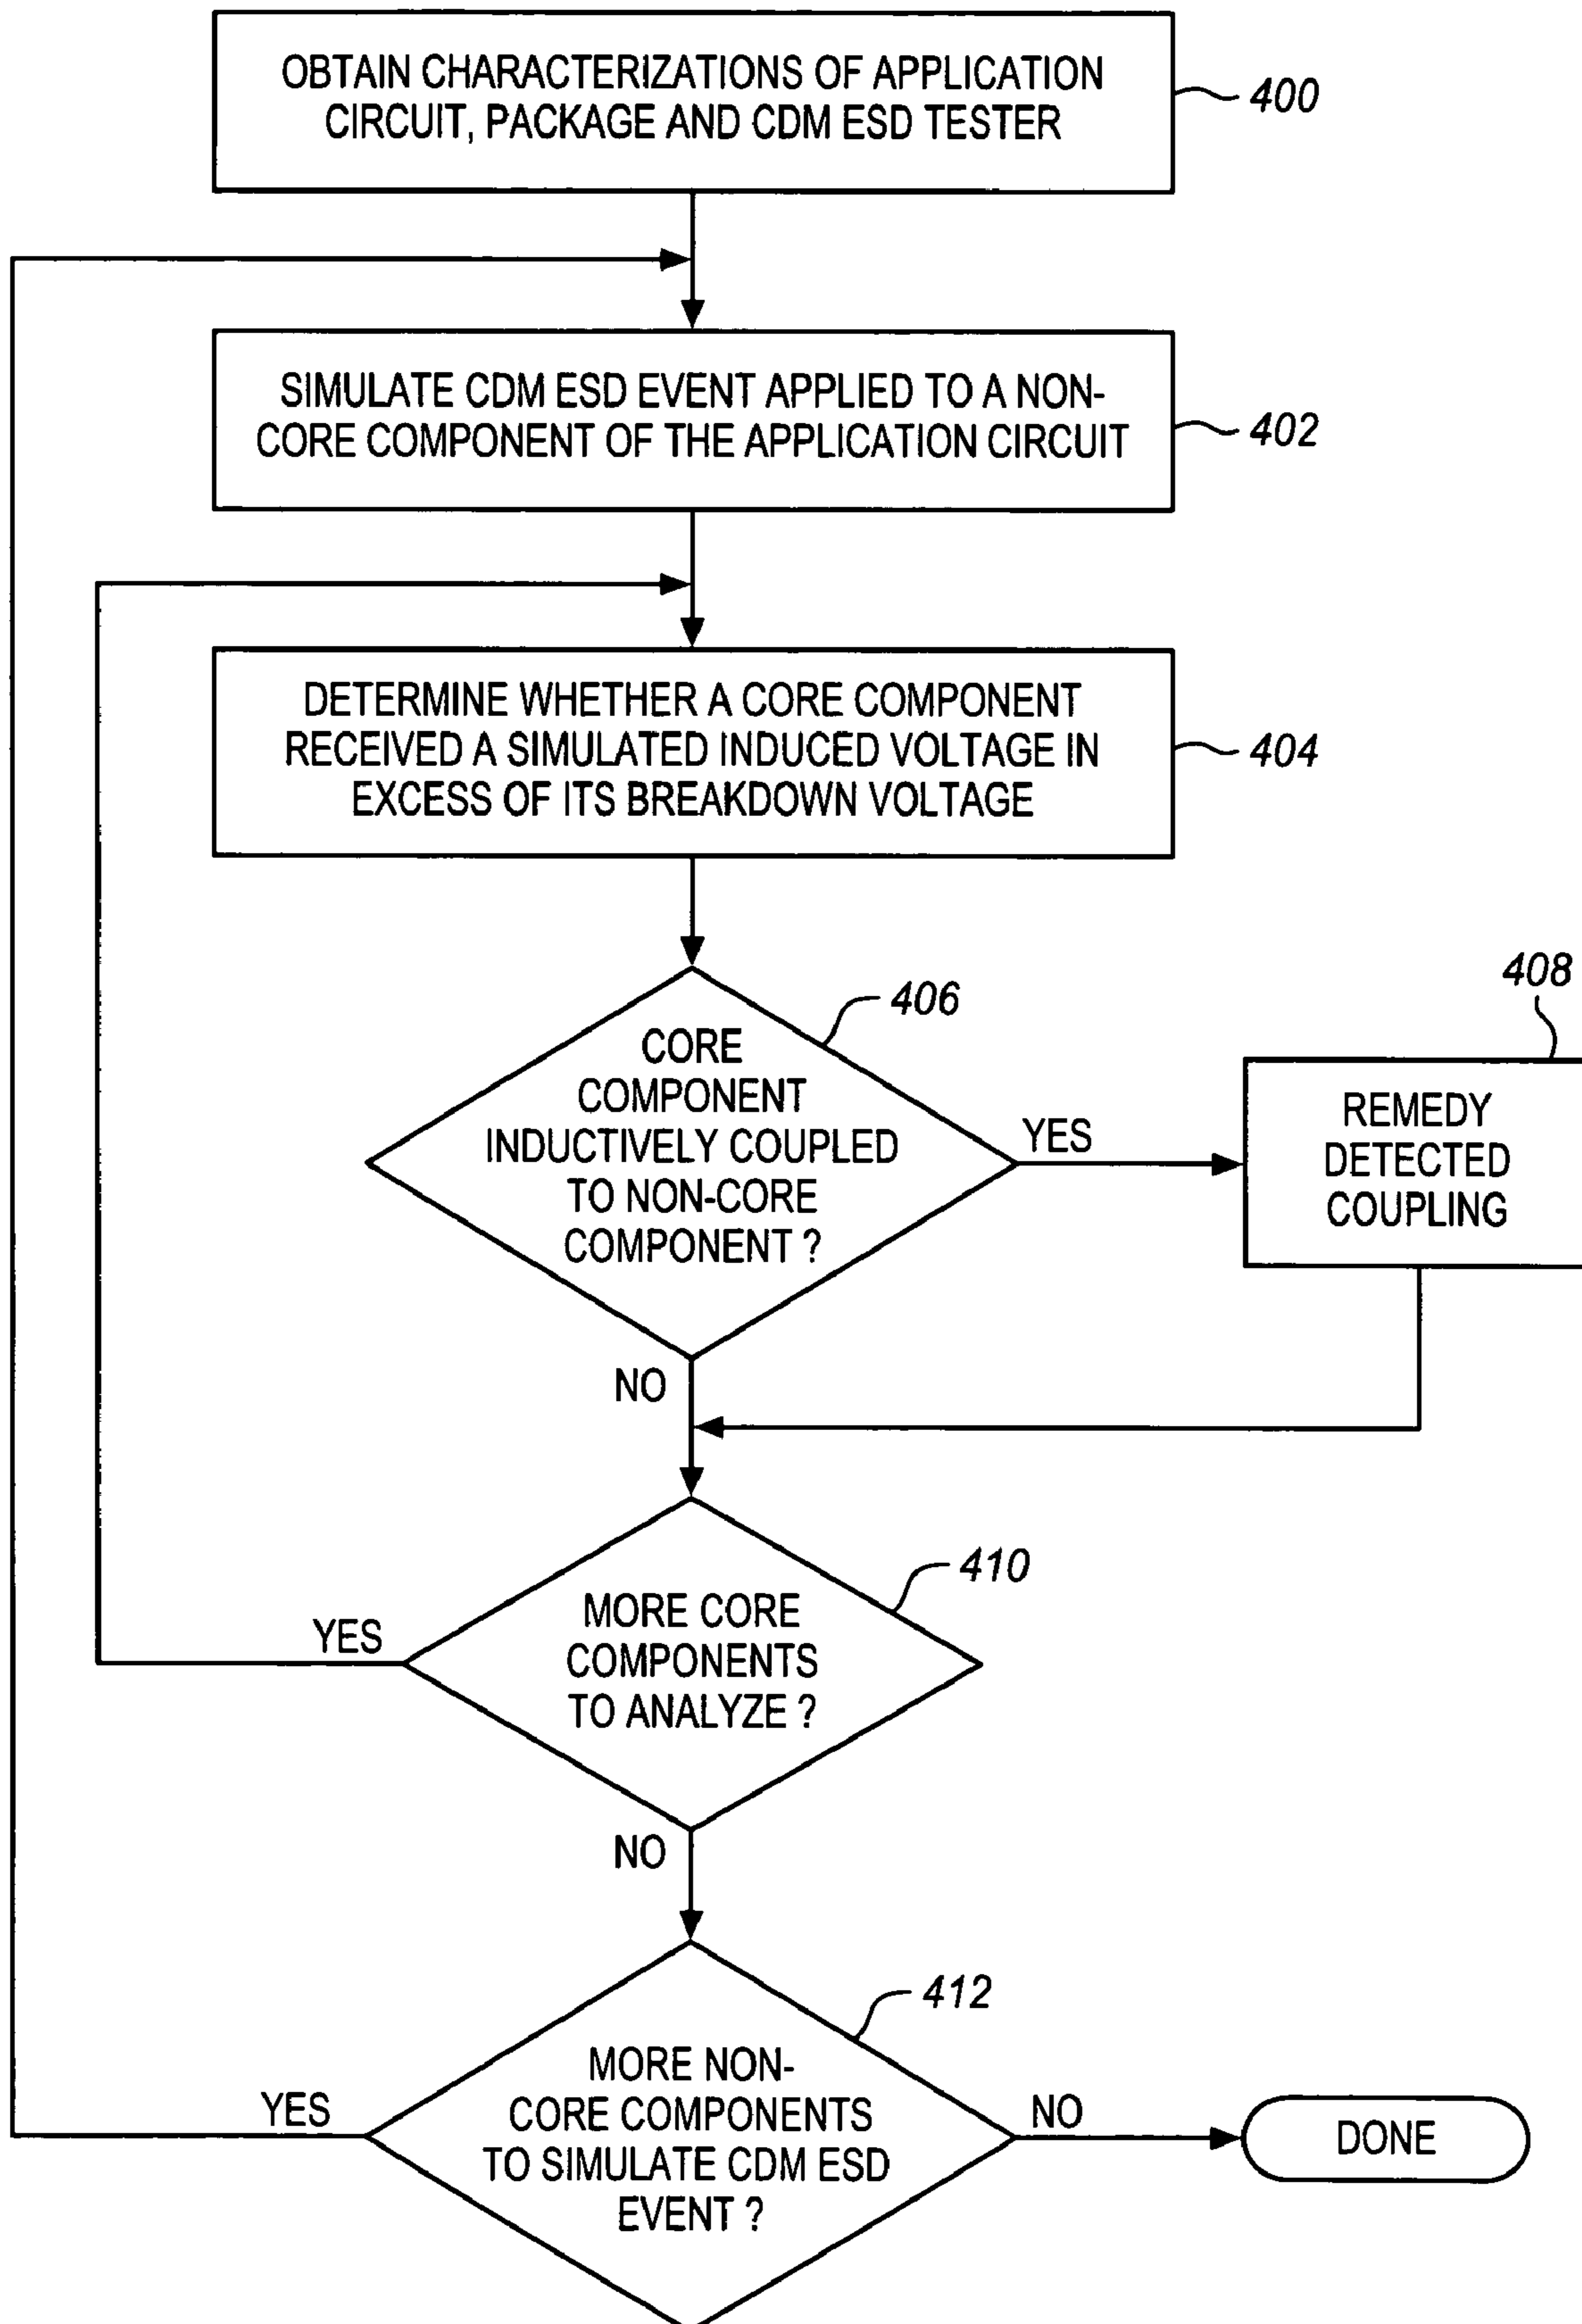 OBTAIN CHARACTERIZATIONS OF APPLICATION
CIRCUIT, PACKAGE AND CDM ESD TESTER
400
SIMULATE CDM ESD EVENT APPLIED TO A NON-
CORE COMPONENT OF THE APPLICATION CIRCUIT
402
DETERMINE WHETHER A CORE COMPONENT
RECEIVED A SIMULATED INDUCED VOLTAGE IN
EXCESS OF ITS BREAKDOWN VOLTAGE
404
406
CORE
COMPONENT
INDUCTIVELY COUPLED
TO NON-CORE
COMPONENT ?
YES
408
REMEDY
DETECTED
COUPLING
NO
410
MORE CORE
COMPONENTS
TO ANALYZE ?
YES
NO
412
MORE NON-
CORE COMPONENTS
TO SIMULATE CDM ESD
EVENT ?
YES
NO
DONE